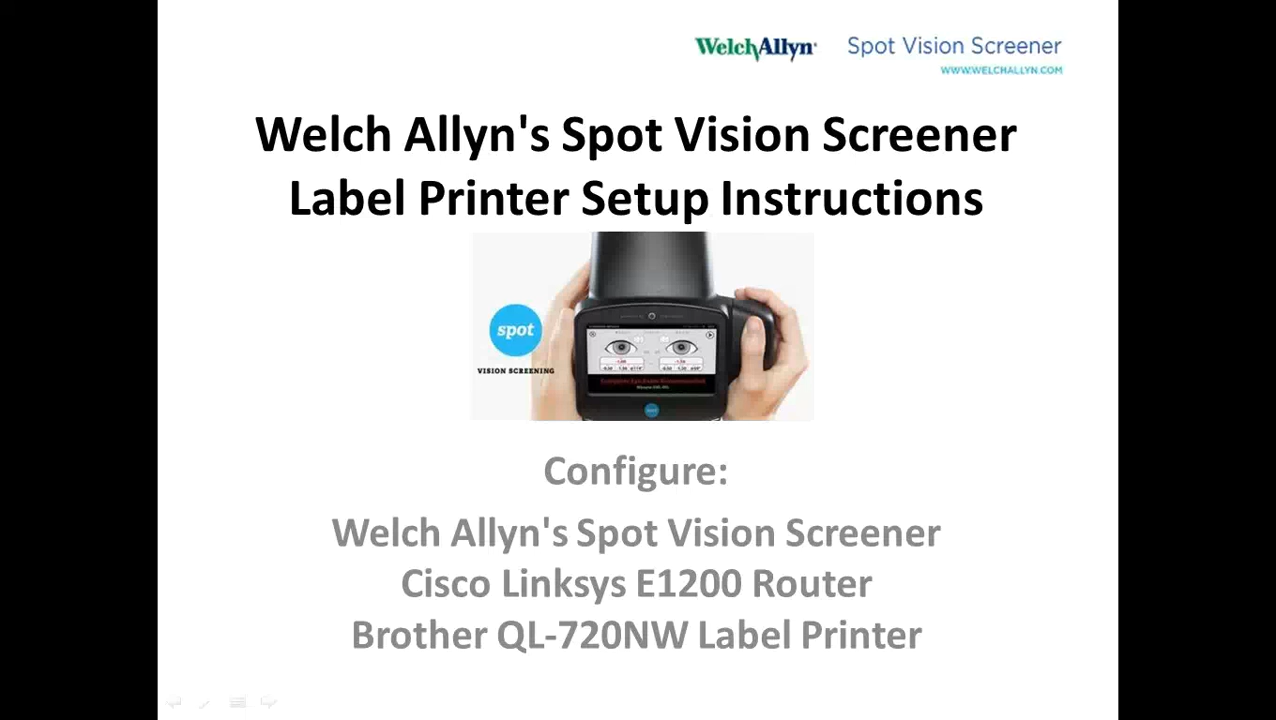 WelchAllyn® Spot Vision Screener
WWW.WELCHALLYN.COM
Welch Allyn's Spot Vision Screener
Label Printer Setup Instructions
spot
VISION SCREENING
spot
Configure:
Welch Allyn's Spot Vision Screener
Cisco Linksys E1200 Router
Brother QL-720NW Label Printer